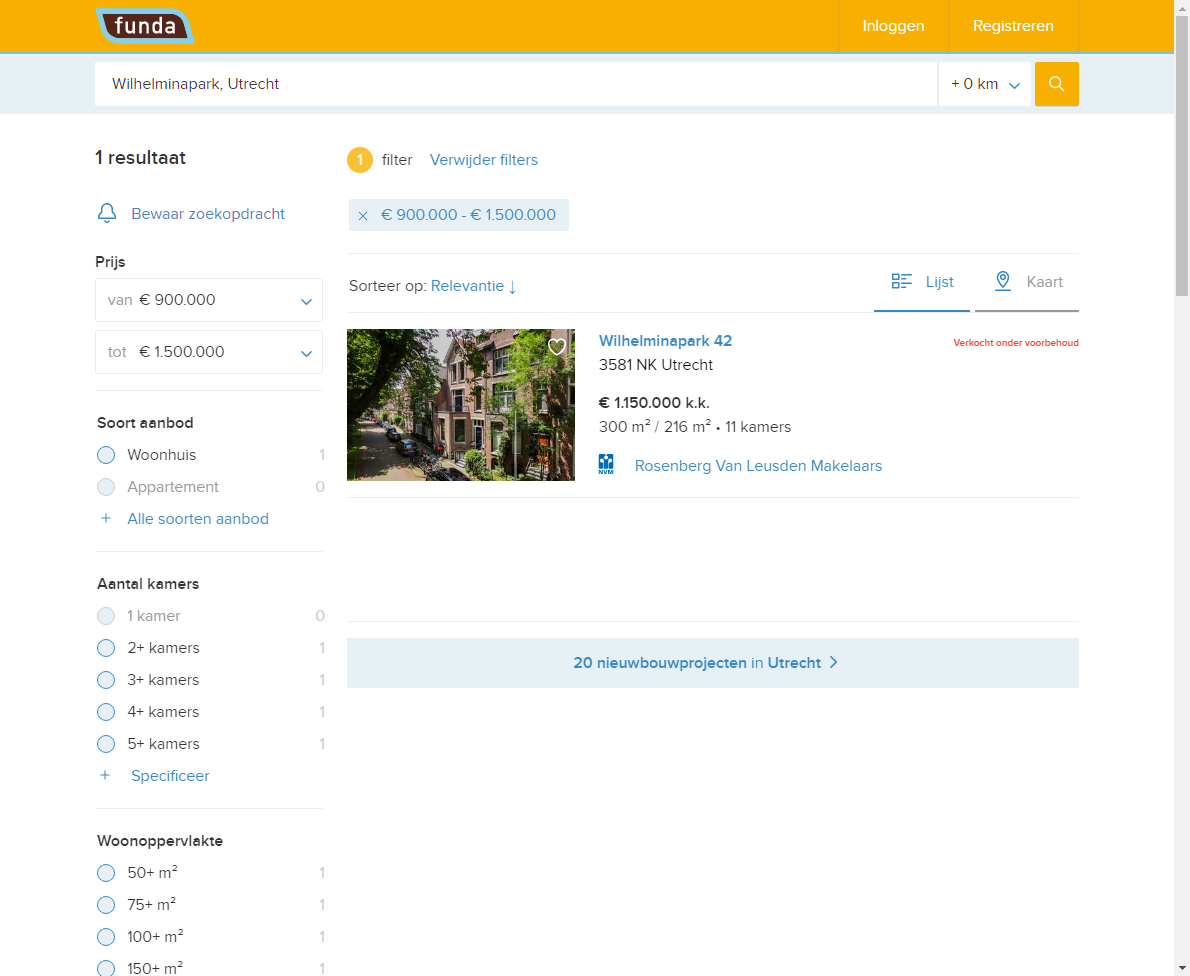 funda
Inloggen
Registreren
Wilhelminapark, Utrecht
+ 0 km
1 resultaat
1 filter Verwijder filters
Bewaar zoekopdracht
€ 900.000 - € 1.500.000
Prijs
van € 900.000
tot € 1.500.000
Sorteer op: Relevantie ↓
Lijst
Kaart
Wilhelminapark 42
Verkocht onder voorbehoud
3581 NK Utrecht
€ 1.150.000 k.k.
300 m² / 216 m² • 11 kamers
NVM
Rosenberg Van Leusden Makelaars
Soort aanbod
Woonhuis 1
Appartement 0
+ Alle soorten aanbod
Aantal kamers
1 kamer 0
2+ kamers 1
3+ kamers 1
4+ kamers 1
5+ kamers 1
+ Specificeer
20 nieuwbouwprojecten in Utrecht
Woonoppervlakte
50+ m² 1
75+ m² 1
100+ m² 1
150+ m² 1